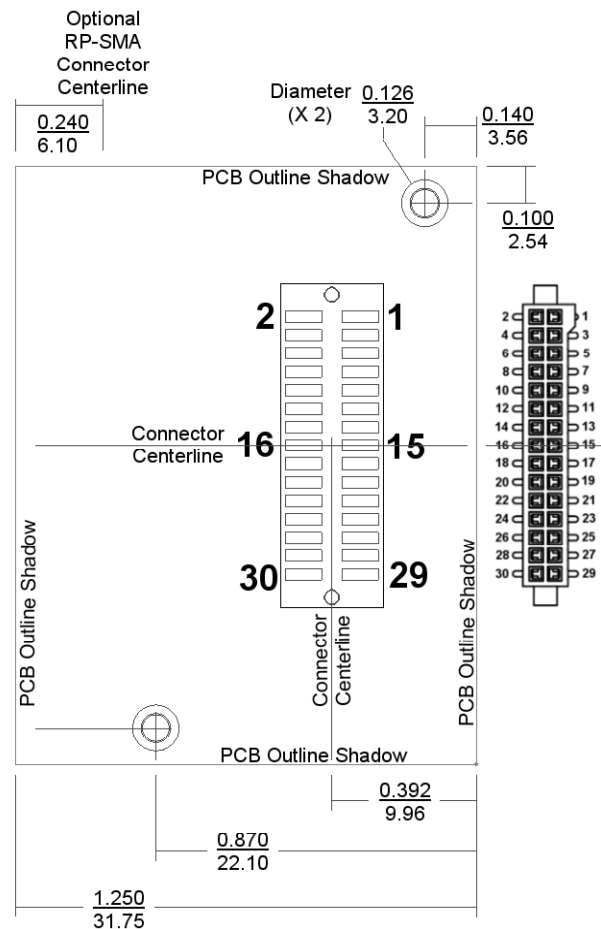 Optional
RP-SMA
Connector
Centerline
0.240
6.10
Diameter
(X 2)
0.126
3.20
0.140
3.56
PCB Outline Shadow
0.100
2.54
2 1
16 15
30 29
Connector
Centerline
2 1
4 3
6 5
8 7
10 9
12 11
14 13
16 15
18 17
20 19
22 21
24 23
26 25
28 27
30 29
PCB Outline Shadow
Connector
Centerline
PCB Outline Shadow
PCB Outline Shadow
0.392
9.96
0.870
22.10
1.250
31.75